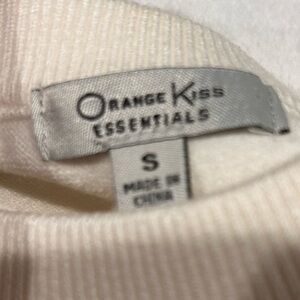 ORANGE KISS
ESSENTIALS
S
MADE IN
CHINA